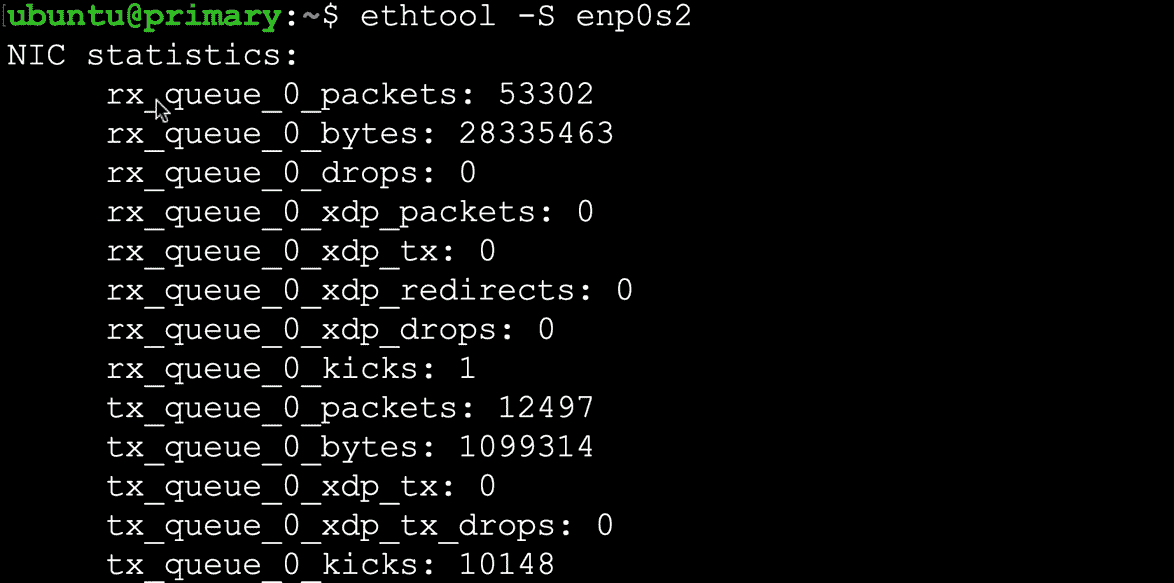 ubuntu@primary:~$ ethtool -S enp0s2
NIC statistics:
rx_queue_0_packets: 53302
rx_queue_0_bytes: 28335463
rx_queue_0_drops: 0
rx_queue_0_xdp_packets: 0
rx_queue_0_xdp_tx: 0
rx_queue_0_xdp_redirects: 0
rx_queue_0_xdp_drops: 0
rx_queue_0_kicks: 1
tx_queue_0_packets: 12497
tx_queue_0_bytes: 1099314
tx_queue_0_xdp_tx: 0
tx_queue_0_xdp_tx_drops: 0
tx_queue_0_kicks: 10148